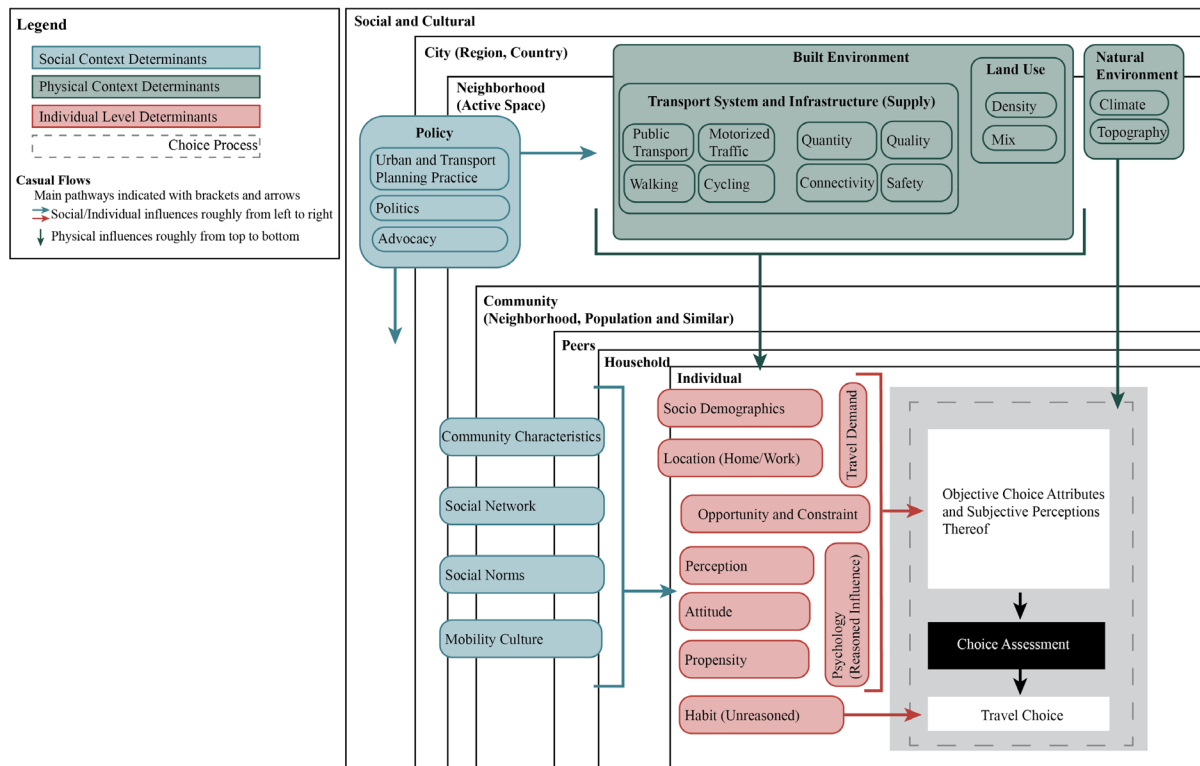 Legend
Social Context Determinants
Physical Context Determinants
Individual Level Determinants
Choice Process
Casual Flows
Main pathways indicated with brackets and arrows
Social/Individual influences roughly from left to right
Physical influences roughly from top to bottom
Social and Cultural
City (Region, Country)
Neighborhood
(Active Space)
Policy
Urban and Transport
Planning Practice
Politics
Advocacy
Built Environment
Transport System and Infrastructure (Supply)
Public
Transport
Motorized
Traffic
Walking
Cycling
Quantity
Quality
Connectivity
Safety
Land Use
Density
Mix
Natural
Environment
Climate
Topography
Community
(Neighborhood, Population and Similar)
Peers
Household
Individual
Community Characteristics
Social Network
Social Norms
Mobility Culture
Socio Demographics
Location (Home/Work)
Travel Demand
Opportunity and Constraint
Perception
Attitude
Propensity
Psychology
(Reasoned Influence)
Habit (Unreasoned)
Objective Choice Attributes
and Subjective Perceptions
Thereof
Choice Assessment
Travel Choice